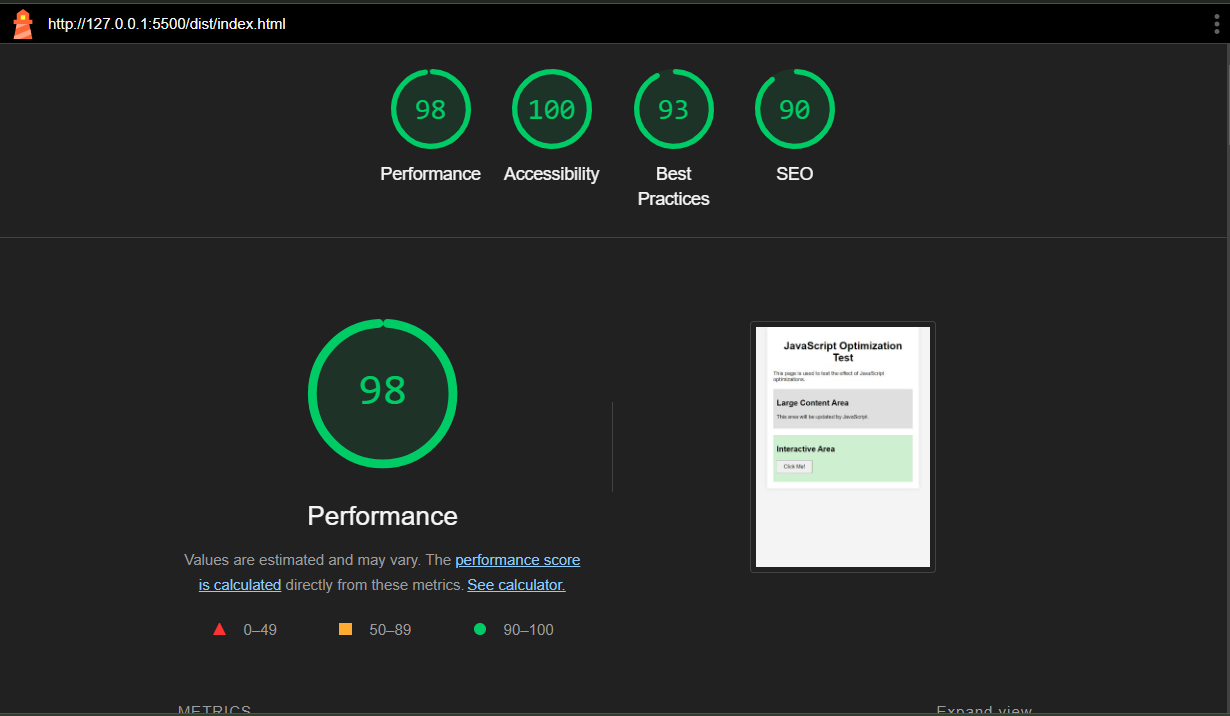 http://127.0.0.1:5500/dist/index.html
98
100
93
90
Performance
Accessibility
Best
Practices
SEO
98
Performance
Values are estimated and may vary. The performance score
is calculated directly from these metrics. See calculator.
0–49
50–89
90–100
JavaScript Optimization
Test
This page is used to test the effect of JavaScript
optimizations.
Large Content Area
This area will be updated by JavaScript.
Interactive Area
Click Me!
METRICS
Expand view